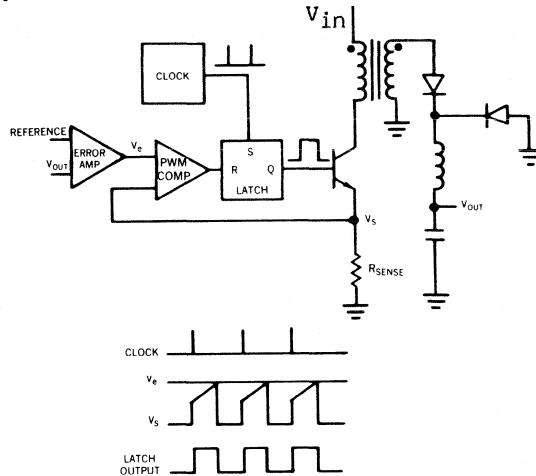 Vin
CLOCK
REFERENCE
VOUT
ERROR
AMP
Ve
PWM
COMP
S
R Q
LATCH
VS
RSENSE
VOUT
CLOCK
Ve
VS
LATCH
OUTPUT